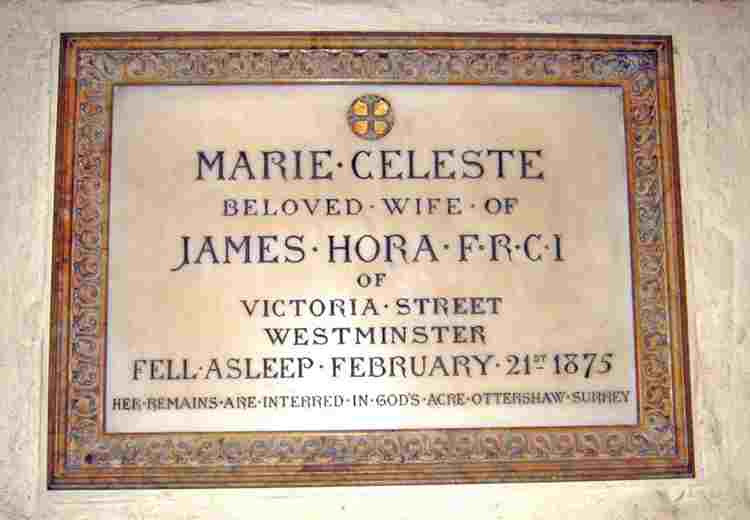 MARIE·CELESTE
BELOVED·WIFE·OF
JAMES·HORA·F·R·C·I
OF
VICTORIA·STREET
WESTMINSTER
FELL·ASLEEP·FEBRUARY·21ST 1875
HER·REMAINS·ARE·INTERRED·IN·GOD'S·ACRE·OTTERSHAW·SURREY